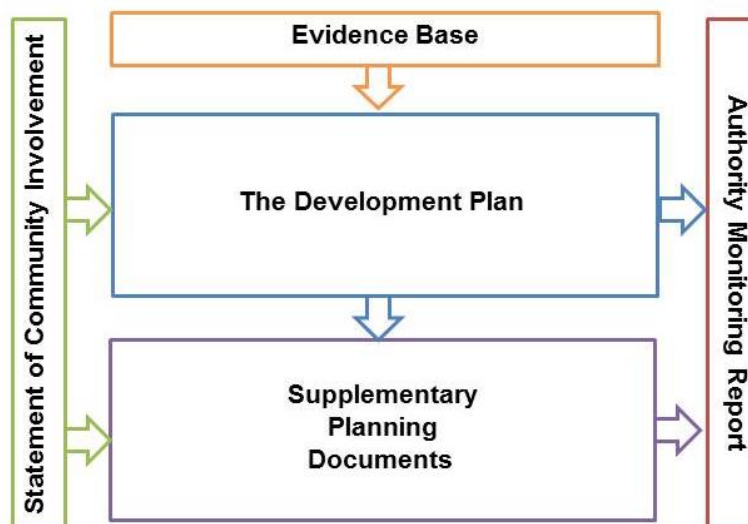 Statement of Community Involvement
Evidence Base
The Development Plan
Supplementary
Planning
Documents
Authority Monitoring Report